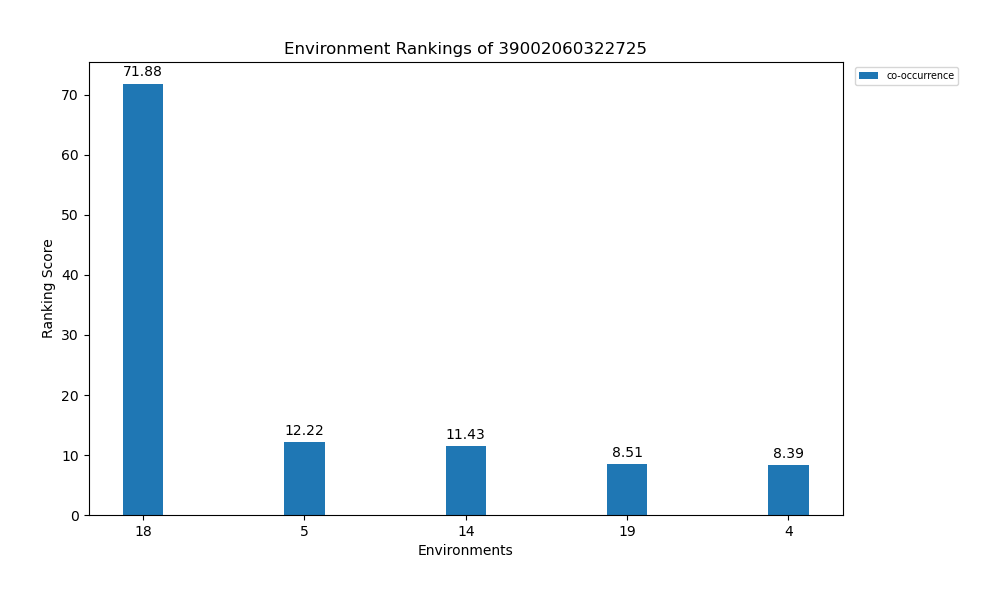 Environment Rankings of 39002060322725
co-occurrence
Ranking Score
70
60
50
40
30
20
10
0
71.88
12.22
11.43
8.51
8.39
18 5 14 19 4
Environments